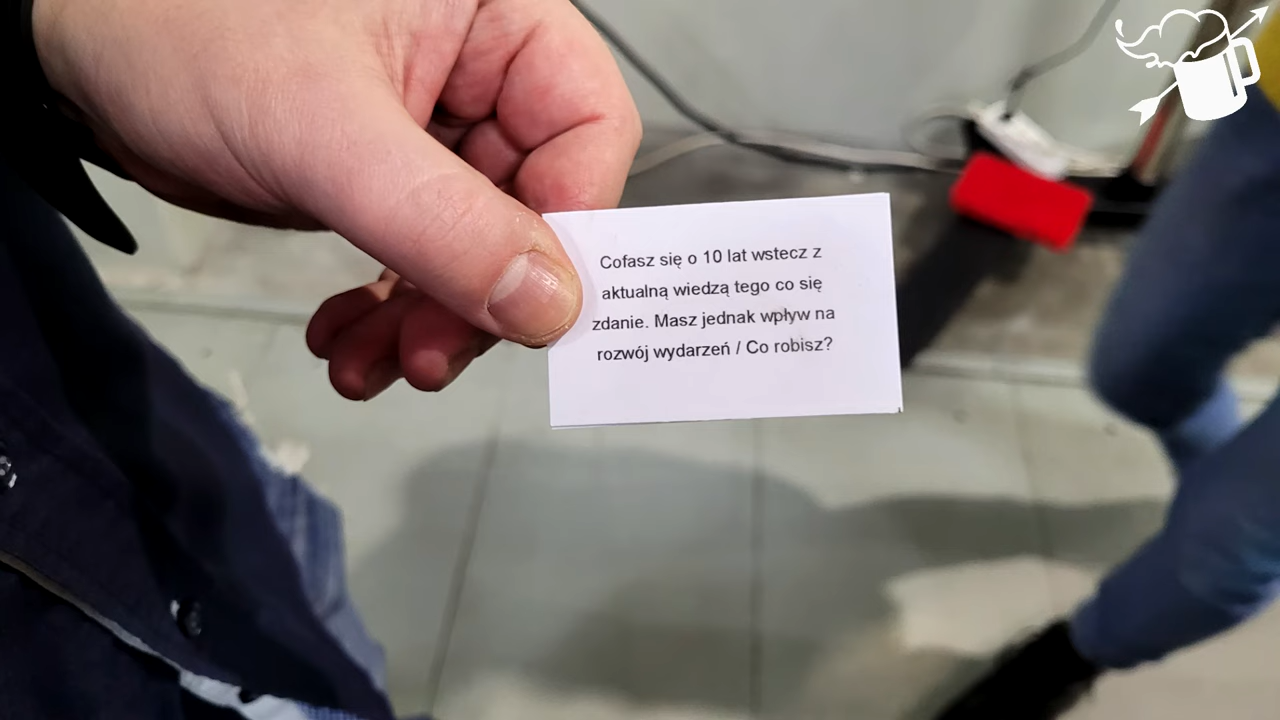 Cofasz się o 10 lat wstecz z
aktualną wiedzą tego co się
zdanie. Masz jednak wpływ na
rozwój wydarzeń / Co robisz?